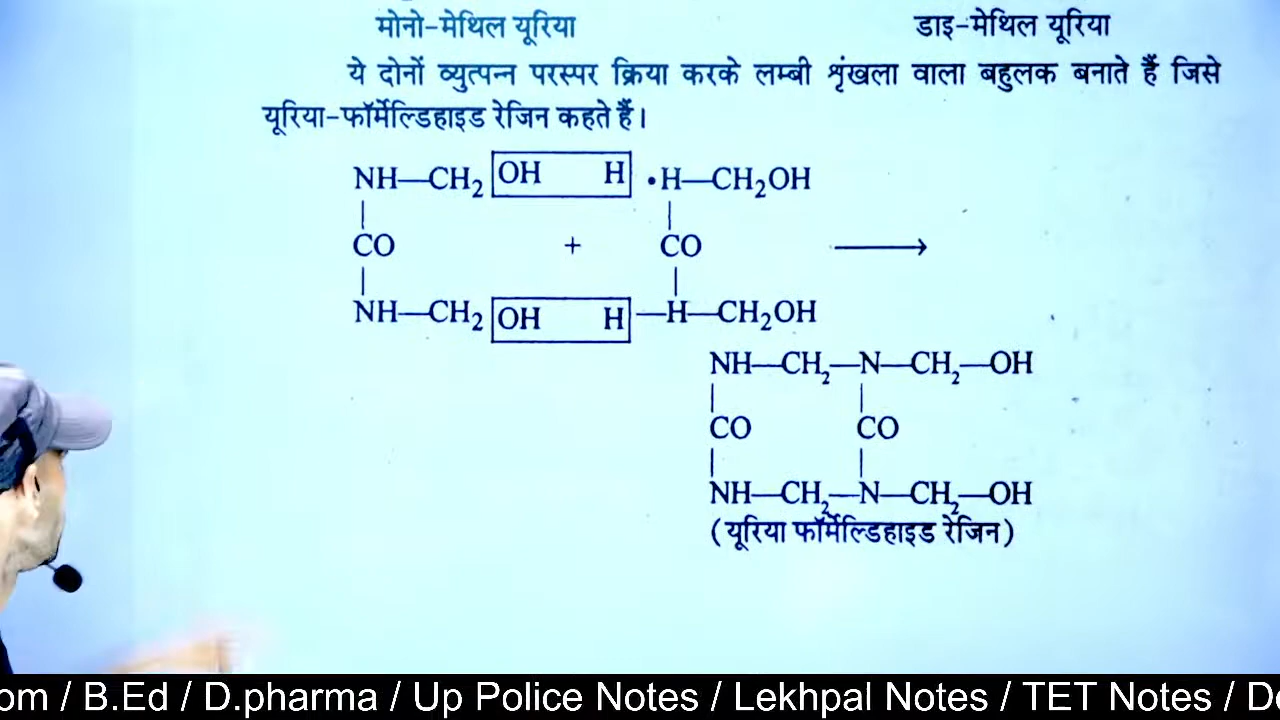 मोनो-मेथिल यूरिया डाइ-मेथिल यूरिया
ये दोनों व्युत्पन्न परस्पर क्रिया करके लम्बी शृंखला वाला बहुलक बनाते हैं जिसे
यूरिया-फॉर्मेल्डिहाइड रेजिन कहते हैं।
NH—CH₂ OH H •H—CH₂OH
CO + CO ⟶
NH—CH₂ OH H —H—CH₂OH
NH—CH₂—N—CH₂—OH
CO CO
NH—CH₂—N—CH₂—OH
(यूरिया फॉर्मेल्डिहाइड रेजिन)
om / B.Ed / D.pharma / Up Police Notes / Lekhpal Notes / TET Notes / De